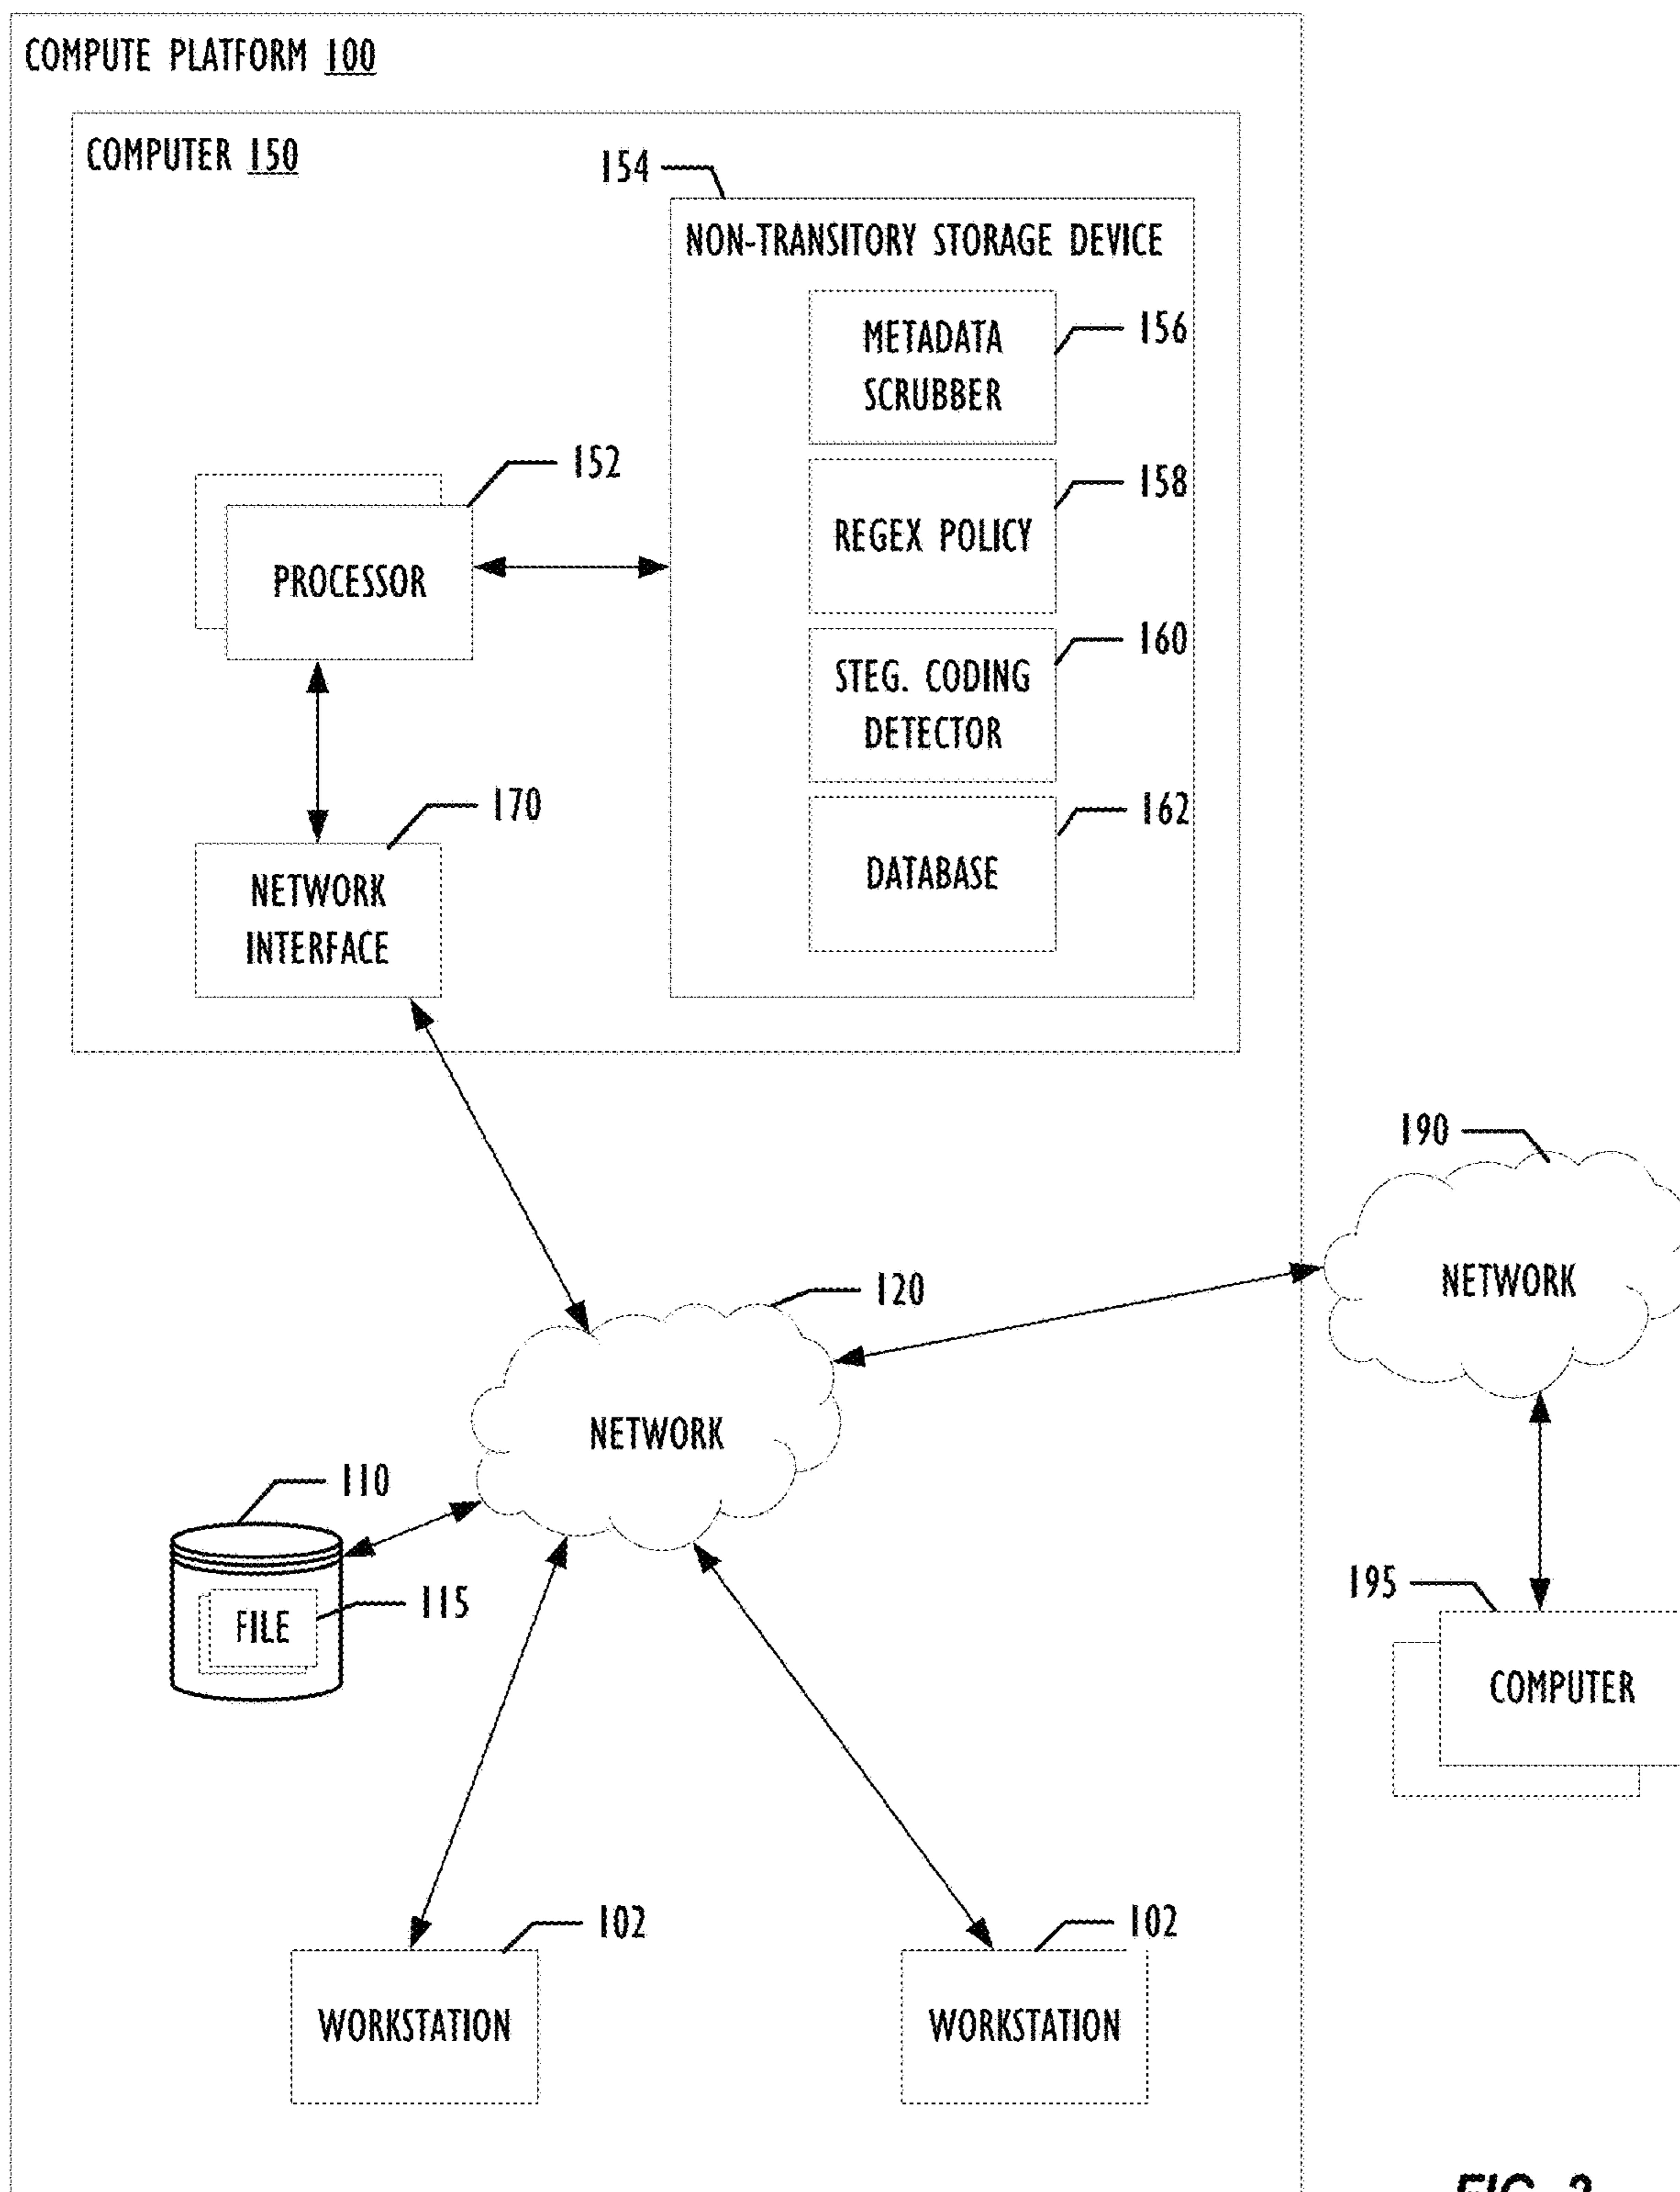 COMPUTE PLATFORM 100
COMPUTER 150
154
NON-TRANSITORY STORAGE DEVICE
METADATA
SCRUBBER
156
152
158
REGEX POLICY
PROCESSOR
160
STEG. CODING
DETECTOR
170
162
DATABASE
NETWORK
INTERFACE
190
NETWORK
120
NETWORK
110
115
FILE
195
COMPUTER
102
102
WORKSTATION
WORKSTATION